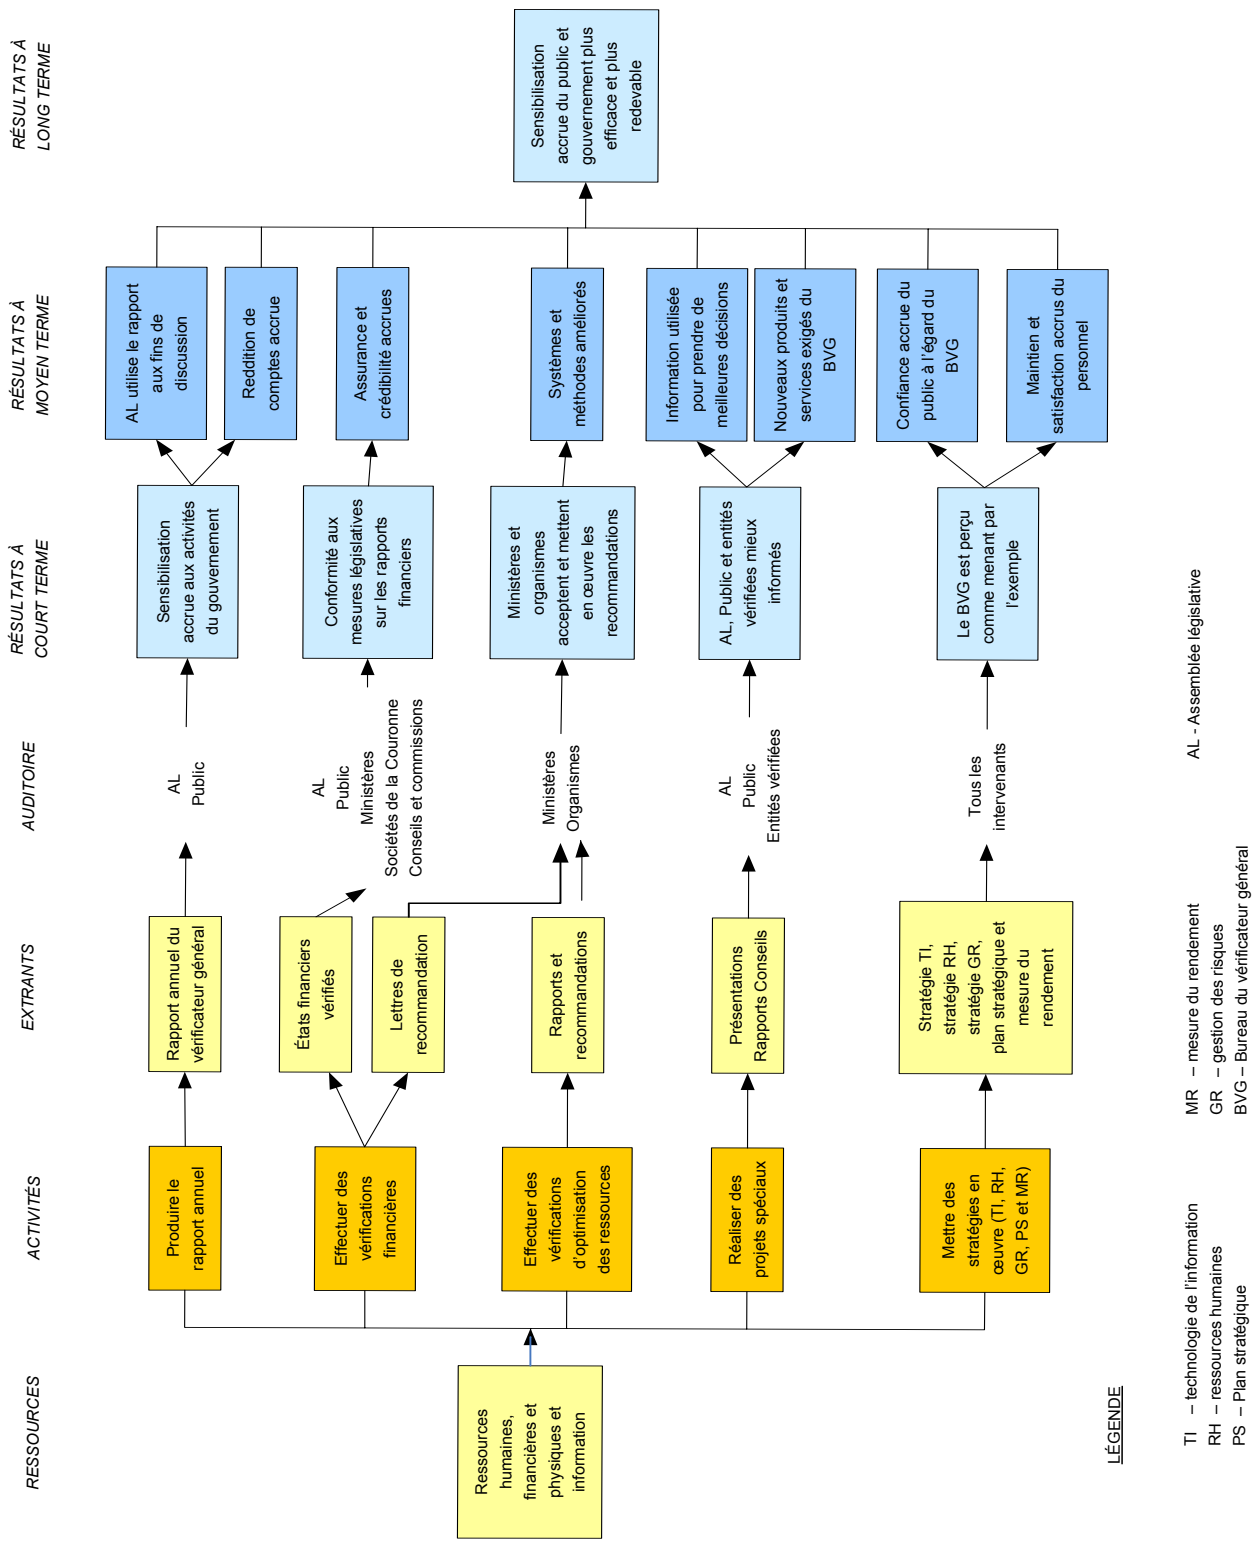 RESSOURCES
ACTIVITÉS
EXTRANTS
AUDITOIRE
RÉSULTATS À
COURT TERME
RÉSULTATS À
MOYEN TERME
RÉSULTATS À
LONG TERME
Ressources
humaines,
financières et
physiques et
information
Produire le
rapport annuel
Rapport annuel du
vérificateur général
AL
Public
Sensibilisation
accrue aux activités
du gouvernement
AL utilise le rapport
aux fins de
discussion
Reddition de
comptes accrue
Effectuer des
vérifications
financières
États financiers
vérifiés
Lettres de
recommandation
AL
Public
Ministères
Sociétés de la Couronne
Conseils et commissions
Conformité aux
mesures législatives
sur les rapports
financiers
Assurance et
crédibilité accrues
Effectuer des
vérifications
d'optimisation
des ressources
Rapports et
recommandations
Ministères
Organismes
Ministères et
organismes
acceptent et mettent
en œuvre les
recommandations
Systèmes et
méthodes améliorés
Réaliser des
projets spéciaux
Présentations
Rapports Conseils
AL
Public
Entités vérifiées
AL, Public et entités
vérifiées mieux
informés
Information utilisée
pour prendre de
meilleures décisions
Nouveaux produits et
services exigés du
BVG
Mettre des
stratégies en
œuvre (TI, RH,
GR, PS et MR)
Stratégie TI,
stratégie RH,
stratégie GR,
plan stratégique et
mesure du
rendement
Tous les
intervenants
Le BVG est perçu
comme menant par
l'exemple
Confiance accrue du
public à l'égard du
BVG
Maintien et
satisfaction accrus du
personnel
Sensibilisation
accrue du public et
gouvernement plus
efficace et plus
redevable
LÉGENDE
TI – technologie de l'information
RH – ressources humaines
PS – Plan stratégique
MR – mesure du rendement
GR – gestion des risques
BVG – Bureau du vérificateur général
AL - Assemblée législative